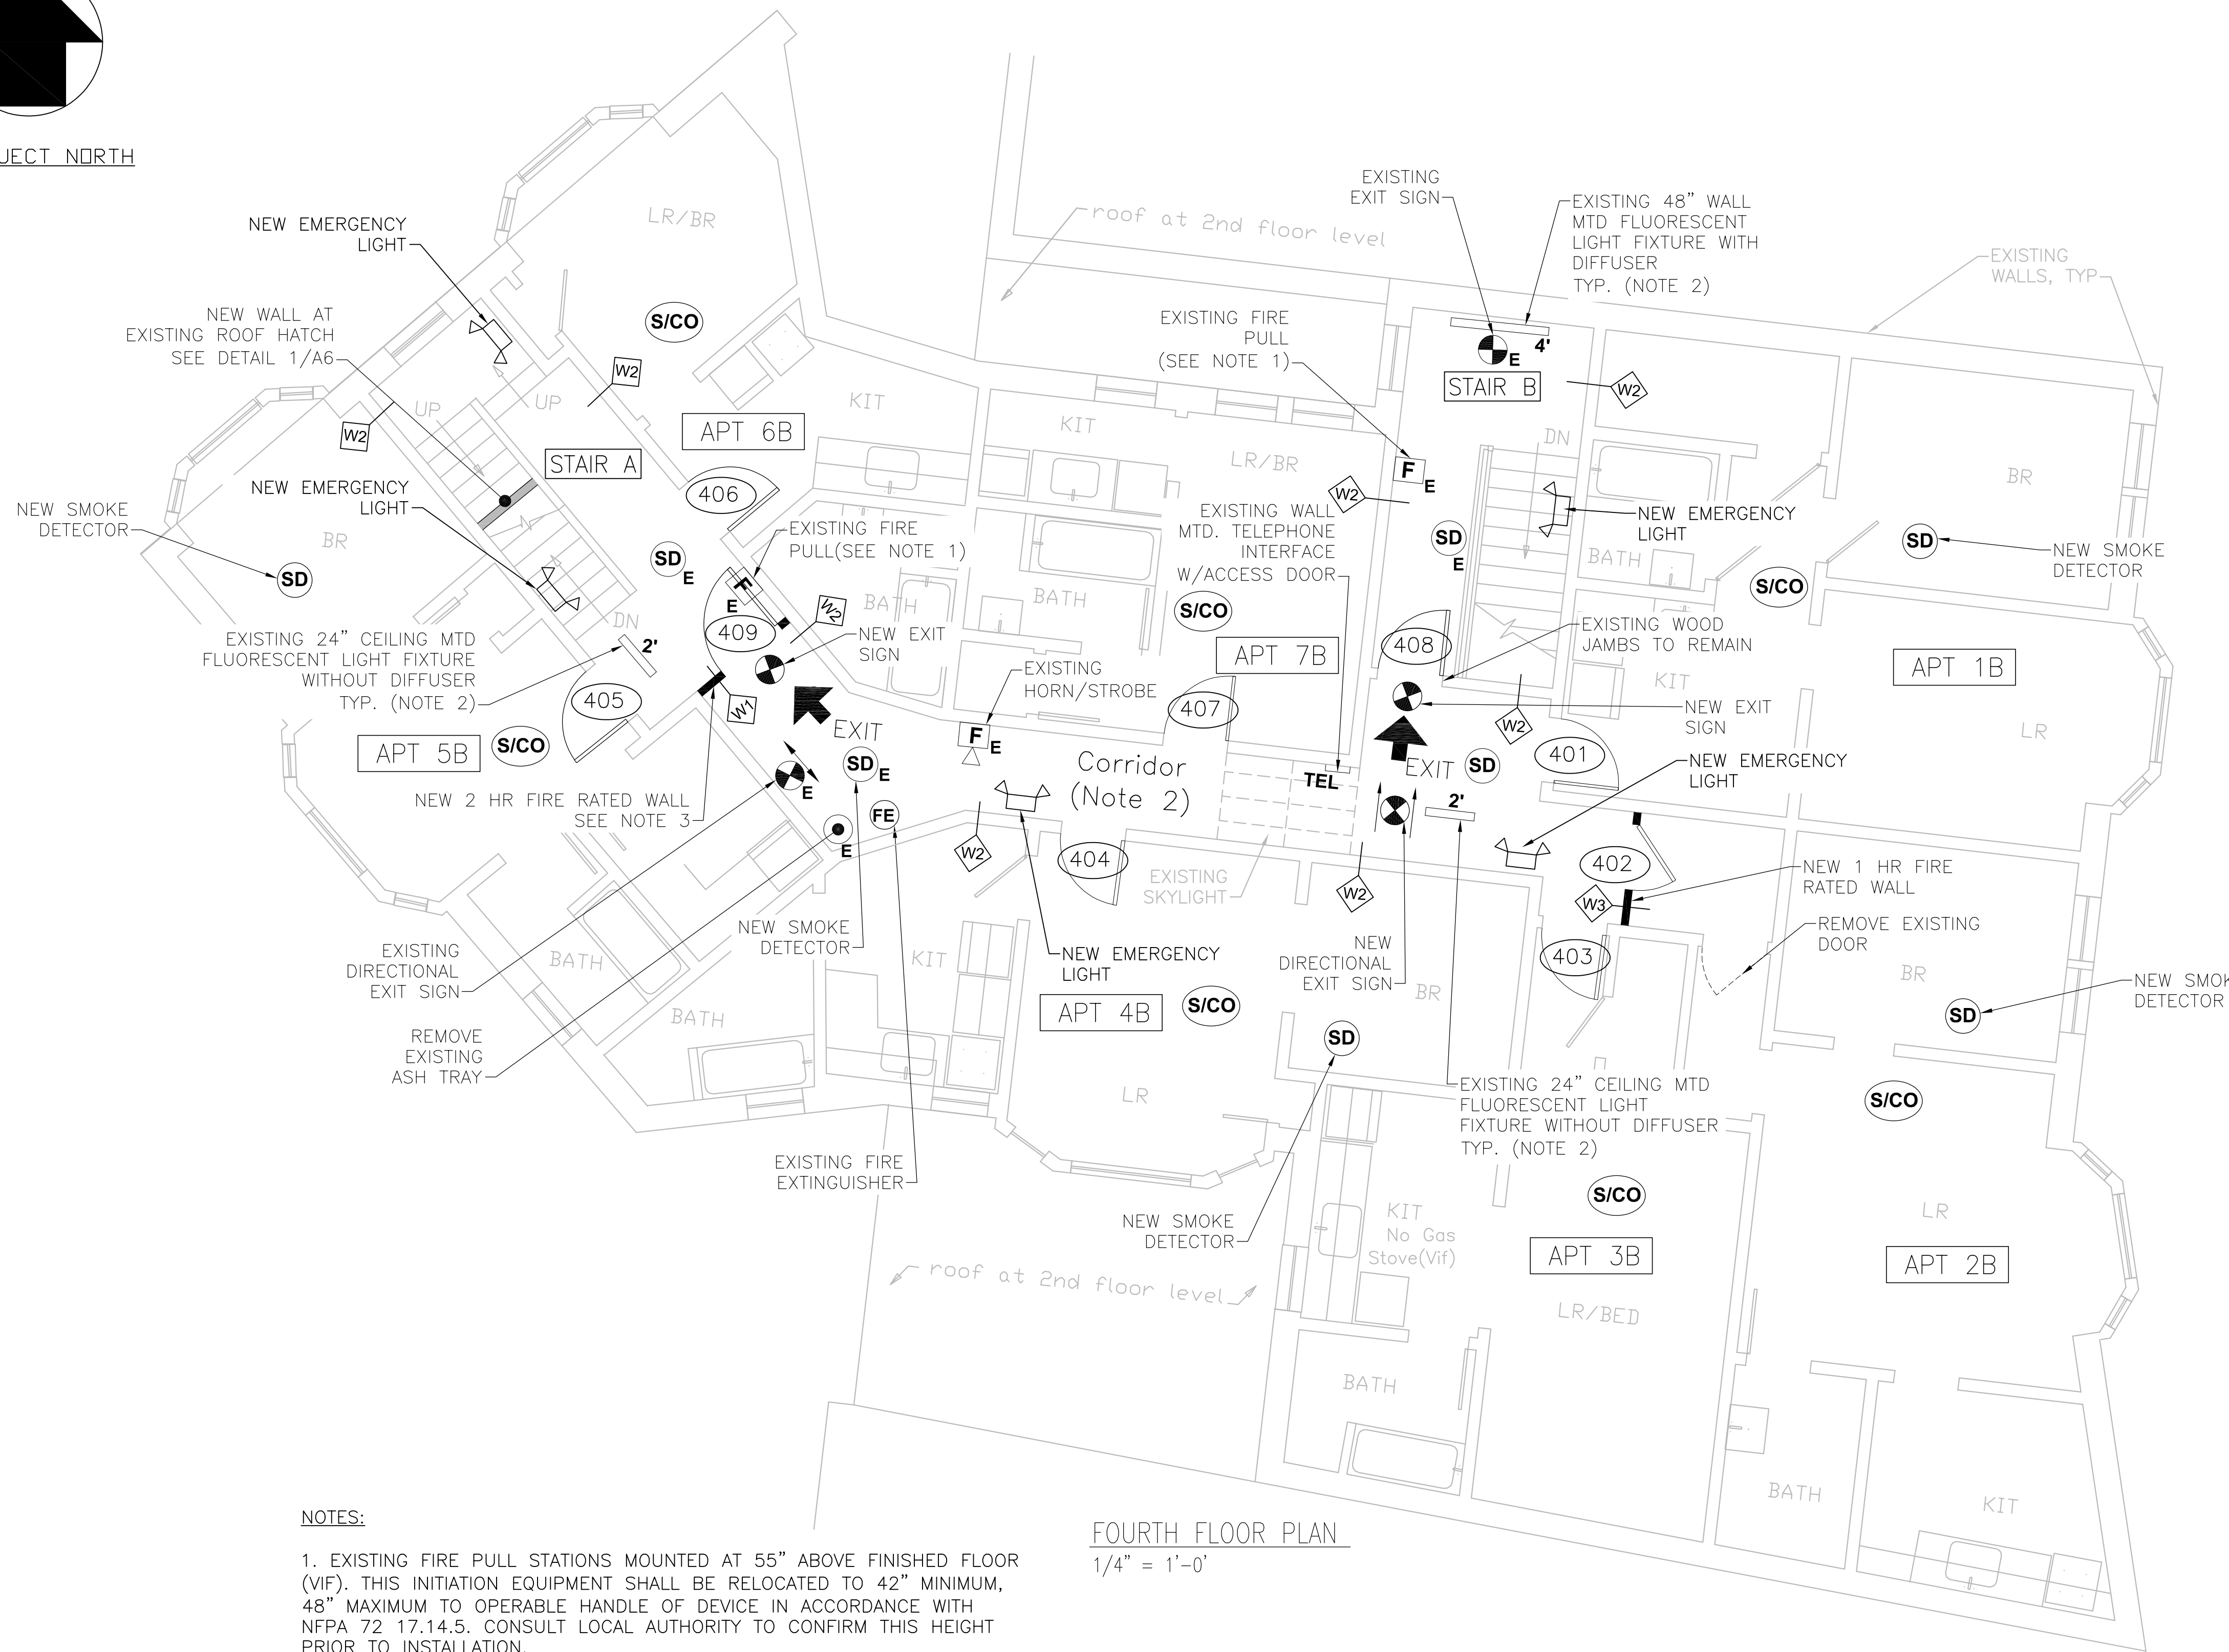 JECT NORTH
NEW EMERGENCY
LIGHT
NEW WALL AT
EXISTING ROOF HATCH
SEE DETAIL 1/A6
W2
UP
UP
STAIR A
NEW EMERGENCY
LIGHT
NEW SMOKE
DETECTOR
BR
SD
LR/BR
S/CO
W2
APT 6B
KIT
406
SD
E
EXISTING FIRE
PULL(SEE NOTE 1)
F
E
409
W2
NEW EXIT
SIGN
DN
2'
EXISTING 24” CEILING MTD
FLUORESCENT LIGHT FIXTURE
WITHOUT DIFFUSER
TYP. (NOTE 2)
405
W1
APT 5B
S/CO
NEW 2 HR FIRE RATED WALL
SEE NOTE 3
EXIT
SD
E
E
FE
E
EXISTING
DIRECTIONAL
EXIT SIGN
REMOVE
EXISTING
ASH TRAY
BATH
BATH
NEW SMOKE
DETECTOR
EXISTING FIRE
EXTINGUISHER
roof at 2nd floor level
EXISTING
EXIT SIGN
EXISTING 48” WALL
MTD FLUORESCENT
LIGHT FIXTURE WITH
DIFFUSER
TYP. (NOTE 2)
EXISTING
WALLS, TYP
EXISTING FIRE
PULL
(SEE NOTE 1)
4'
E
STAIR B
W2
KIT
LR/BR
F
E
W2
DN
EXISTING WALL
MTD. TELEPHONE
INTERFACE
W/ACCESS DOOR
SD
E
NEW EMERGENCY
LIGHT
BATH
BR
SD
NEW SMOKE
DETECTOR
S/CO
BATH
BATH
S/CO
APT 7B
408
EXISTING WOOD
JAMBS TO REMAIN
KIT
APT 1B
LR
EXISTING
HORN/STROBE
F
E
407
NEW EXIT
SIGN
W2
Corridor
(Note 2)
TEL
EXIT
SD
401
NEW EMERGENCY
LIGHT
2'
W2
404
EXISTING
SKYLIGHT
W2
402
NEW 1 HR FIRE
RATED WALL
W3
REMOVE EXISTING
DOOR
403
KIT
NEW EMERGENCY
LIGHT
NEW
DIRECTIONAL
EXIT SIGN
BR
BR
SD
NEW SMOK
DETECTOR
APT 4B
S/CO
SD
LR
EXISTING 24” CEILING MTD
FLUORESCENT LIGHT
FIXTURE WITHOUT DIFFUSER
TYP. (NOTE 2)
S/CO
NEW SMOKE
DETECTOR
S/CO
KIT
No Gas
Stove(Vif)
APT 3B
LR
APT 2B
roof at 2nd floor level
LR/BED
BATH
BATH
KIT
NOTES:
1. EXISTING FIRE PULL STATIONS MOUNTED AT 55” ABOVE FINISHED FLOOR
(VIF). THIS INITIATION EQUIPMENT SHALL BE RELOCATED TO 42” MINIMUM,
48” MAXIMUM TO OPERABLE HANDLE OF DEVICE IN ACCORDANCE WITH
NFPA 72 17.14.5. CONSULT LOCAL AUTHORITY TO CONFIRM THIS HEIGHT
PRIOR TO INSTALLATION.
FOURTH FLOOR PLAN
1/4” = 1'-0'